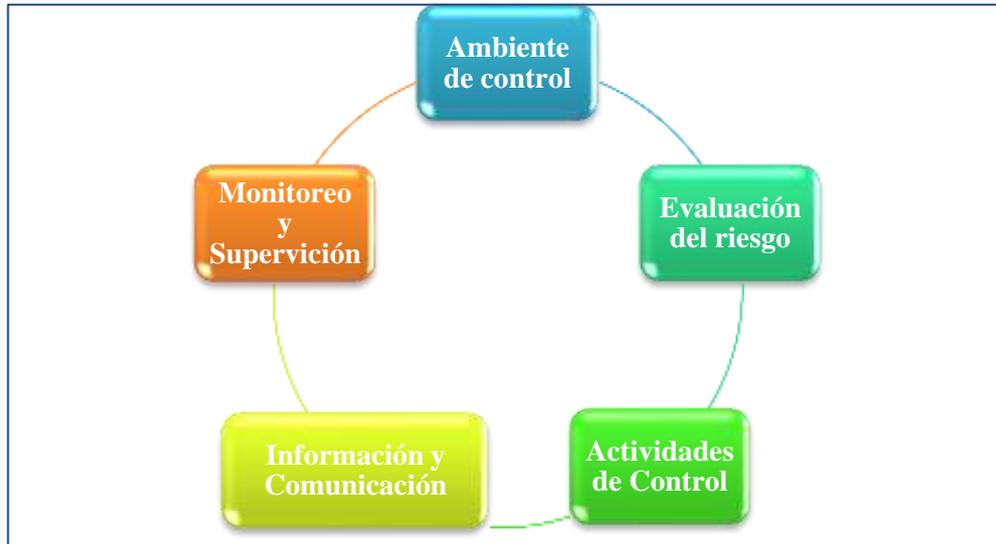 Ambiente
de control
Evaluación
del riesgo
Actividades
de Control
Información y
Comunicación
Monitoreo
y
Supervición